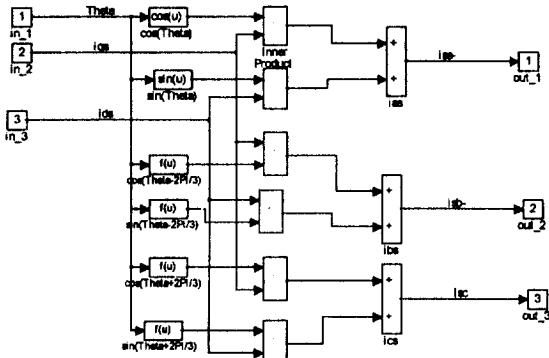 1
in_1
Theta
cos(u)
cos(Theta)
2
in_2
iqs
Inner
Product
sin(u)
sin(Theta)
3
in_3
ids
+
+
ias
isa
1
out_1
f(u)
cos(Theta-2Pi/3)
f(u)
sin(Theta-2Pi/3)
+
+
ibs
isb
2
out_2
f(u)
cos(Theta+2Pi/3)
f(u)
sin(Theta+2Pi/3)
+
+
ics
isc
3
out_3